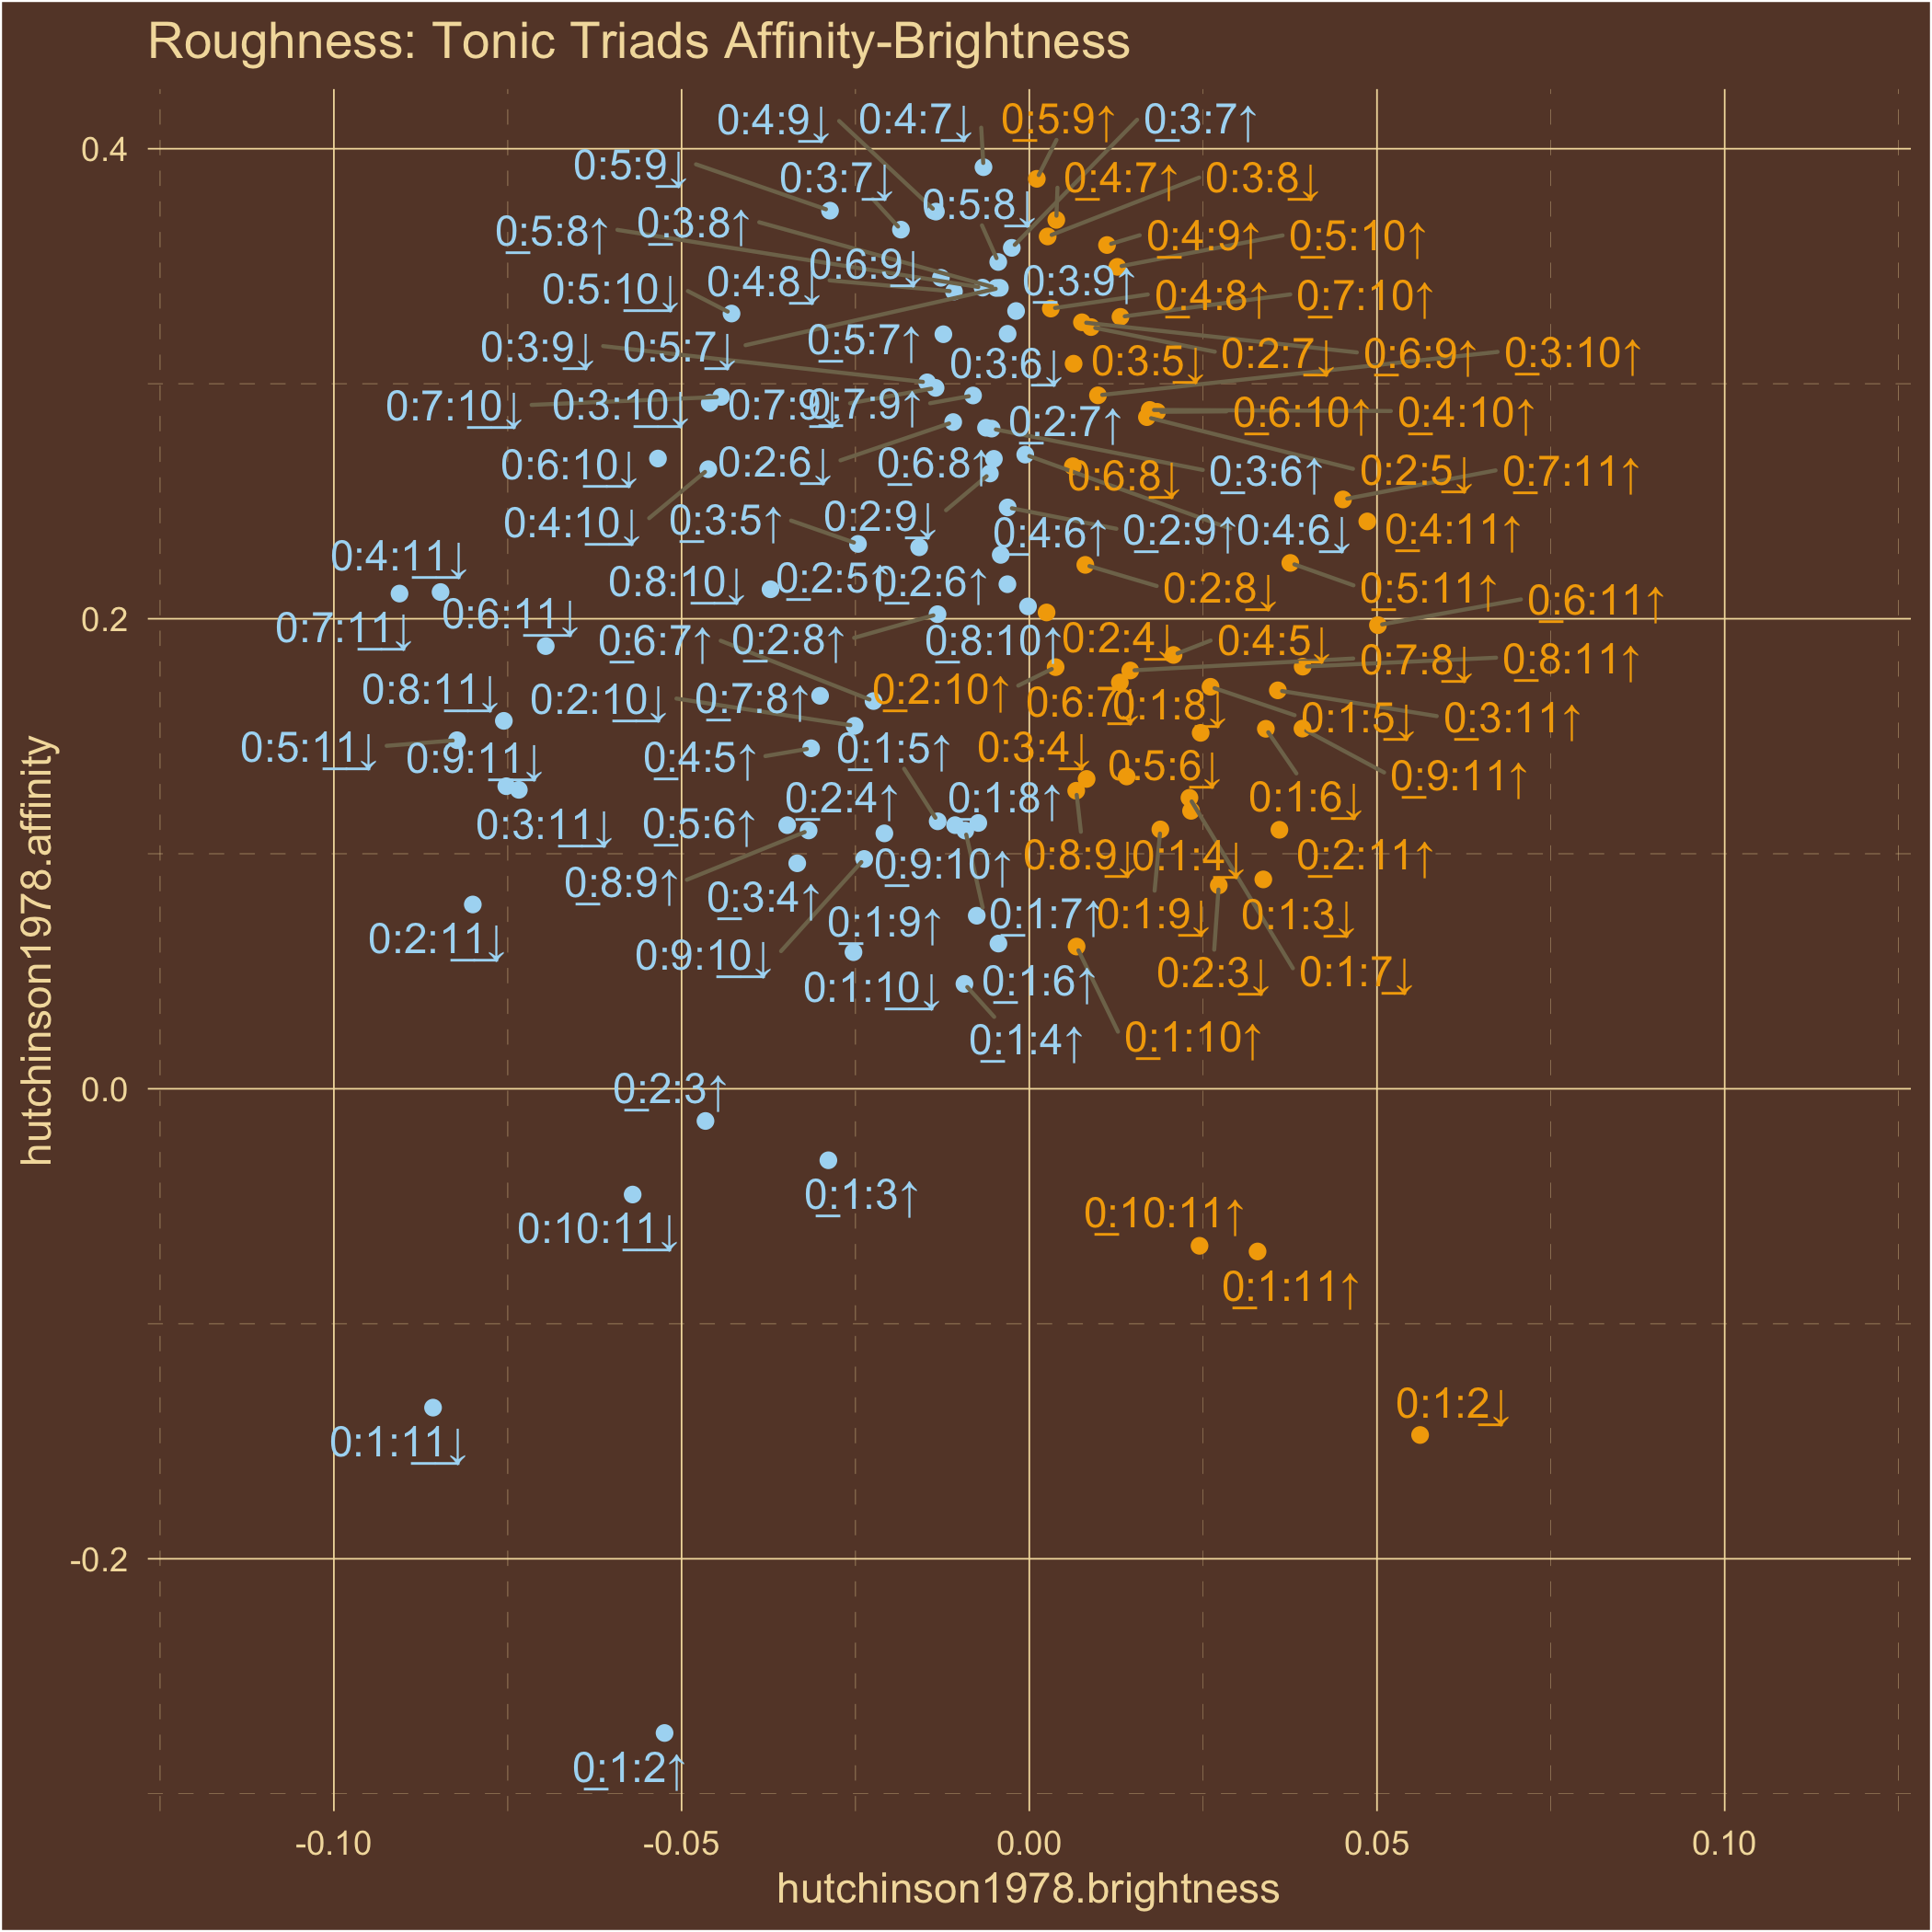 Roughness: Tonic Triads Affinity-Brightness
0:4:9↓ 0:4:7↓ 0:5:9↑ 0:3:7↑
0.4
0:5:9↓ 0:3:7↓ 0:4:7↑ 0:3:8↓
0:5:8↓
0:5:8↑ 0:3:8↑ 0:4:9↑ 0:5:10↑
0:6:9↓
0:5:10↓ 0:4:8↓ 0:3:9↑ 0:4:8↑ 0:7:10↑
0:3:9↓ 0:5:7↓ 0:5:7↑ 0:2:7↓ 0:6:9↑ 0:3:10↑
0:3:6↓ 0:3:5↓
0:7:10↓ 0:3:10↓ 0:7:9↓ 0:7:9↑ 0:6:10↑ 0:4:10↑
0:2:7↑
0:6:10↓ 0:2:6↓ 0:6:8↑ 0:6:8↓ 0:3:6↑ 0:2:5↓ 0:7:11↑
0:4:10↓ 0:3:5↑ 0:2:9↓ 0:4:6↑ 0:2:9↑ 0:4:6↓ 0:4:11↑
0:4:11↓
0:8:10↓ 0:2:5↑ 0:2:6↑ 0:2:8↓ 0:5:11↑
0:6:11↓ 0:6:11↑
0.2
0:7:11↓ 0:6:7↑ 0:2:8↑ 0:8:10↑ 0:2:4↓ 0:4:5↓
0:7:8↓ 0:8:11↑
0:8:11↓ 0:2:10↓ 0:7:8↑ 0:2:10↑ 0:6:7↓ 0:1:8↓
0:1:5↓ 0:3:11↑
0:5:11↓ 0:9:11↓ 0:4:5↑ 0:1:5↑ 0:3:4↓ 0:5:6↓
0:9:11↑
0:2:4↑ 0:1:8↑ 0:1:6↓
0:3:11↓ 0:5:6↑
0:8:9↓ 0:1:4↓ 0:2:11↑
0:8:9↑ 0:9:10↑
0:3:4↑ 0:1:9↑ 0:1:7↑ 0:1:9↓ 0:1:3↓
0:2:11↓ 0:9:10↓
0:2:3↓ 0:1:7↓
0:1:10↓ 0:1:6↑
0:1:4↑ 0:1:10↑
0.0
0:2:3↑
0:1:3↑
0:10:11↓ 0:10:11↑
0:1:11↑
0:1:2↓
0:1:11↓
-0.2
0:1:2↑
-0.10 -0.05 0.00 0.05 0.10
hutchinson1978.brightness
hutchinson1978.affinity